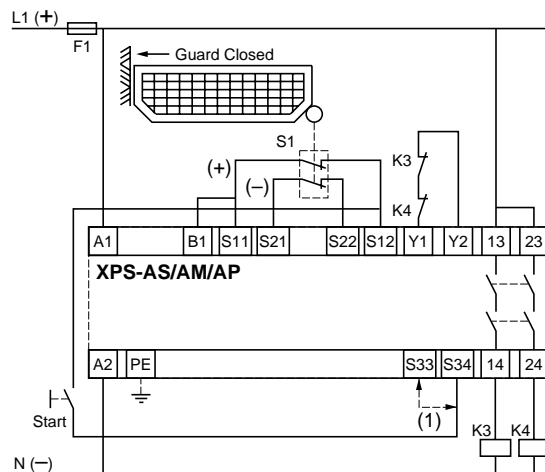 L1 (+)
F1
Guard Closed
S1
(+)
(–)
K3
K4
A1 B1 S11 S21 S22 S12 Y1 Y2 13 23
XPS-AS/AM/AP
A2 PE S33 S34 14 24
(1)
Start
K3 K4
N (–)